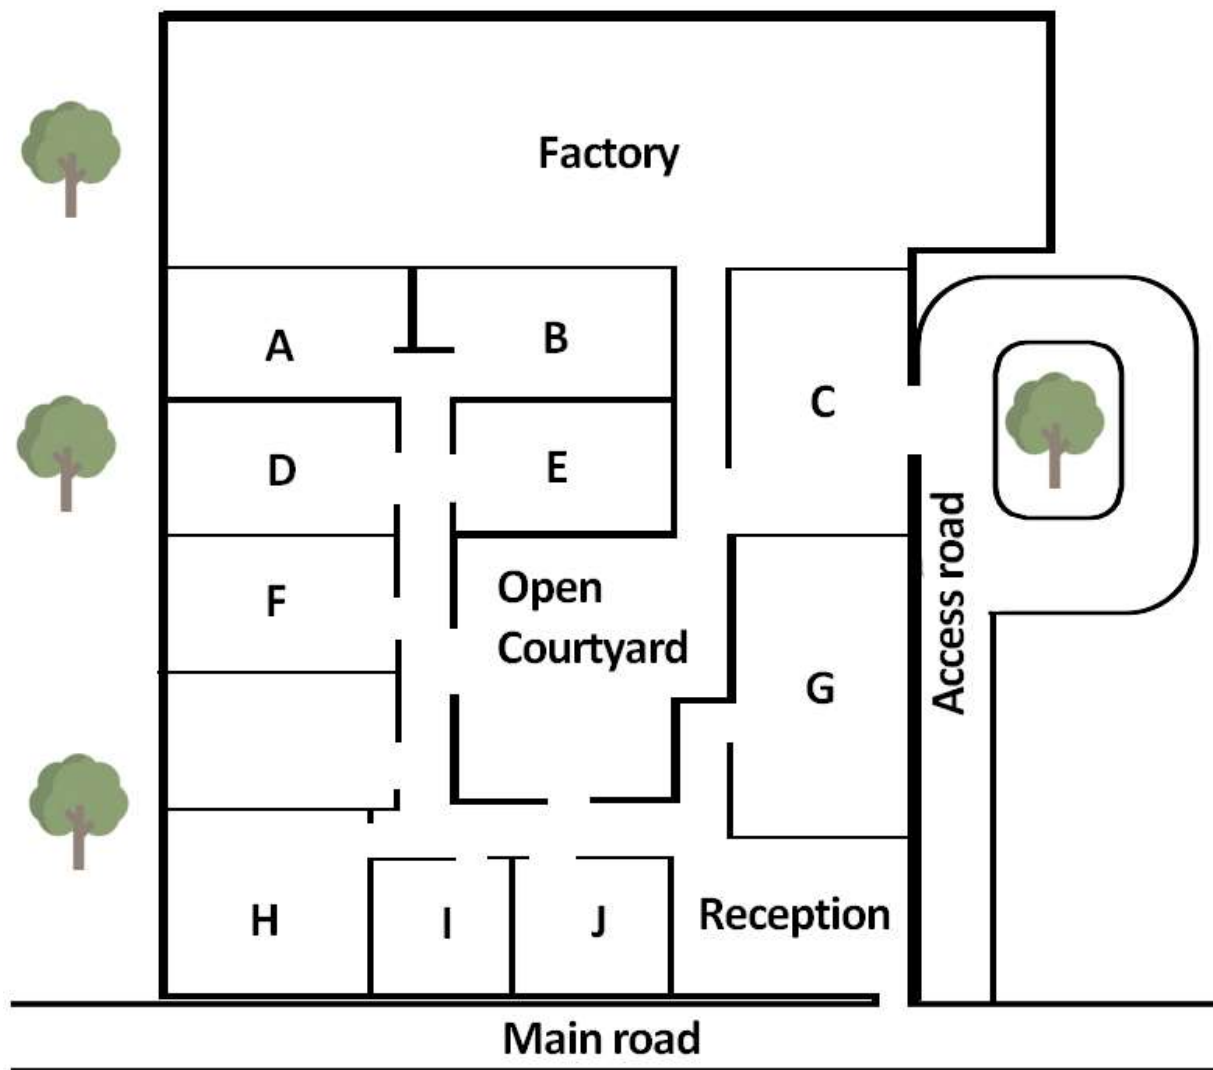 Factory
A
B
C
D
E
F
Open
Courtyard
G
Access road
H
I
J
Reception
Main road